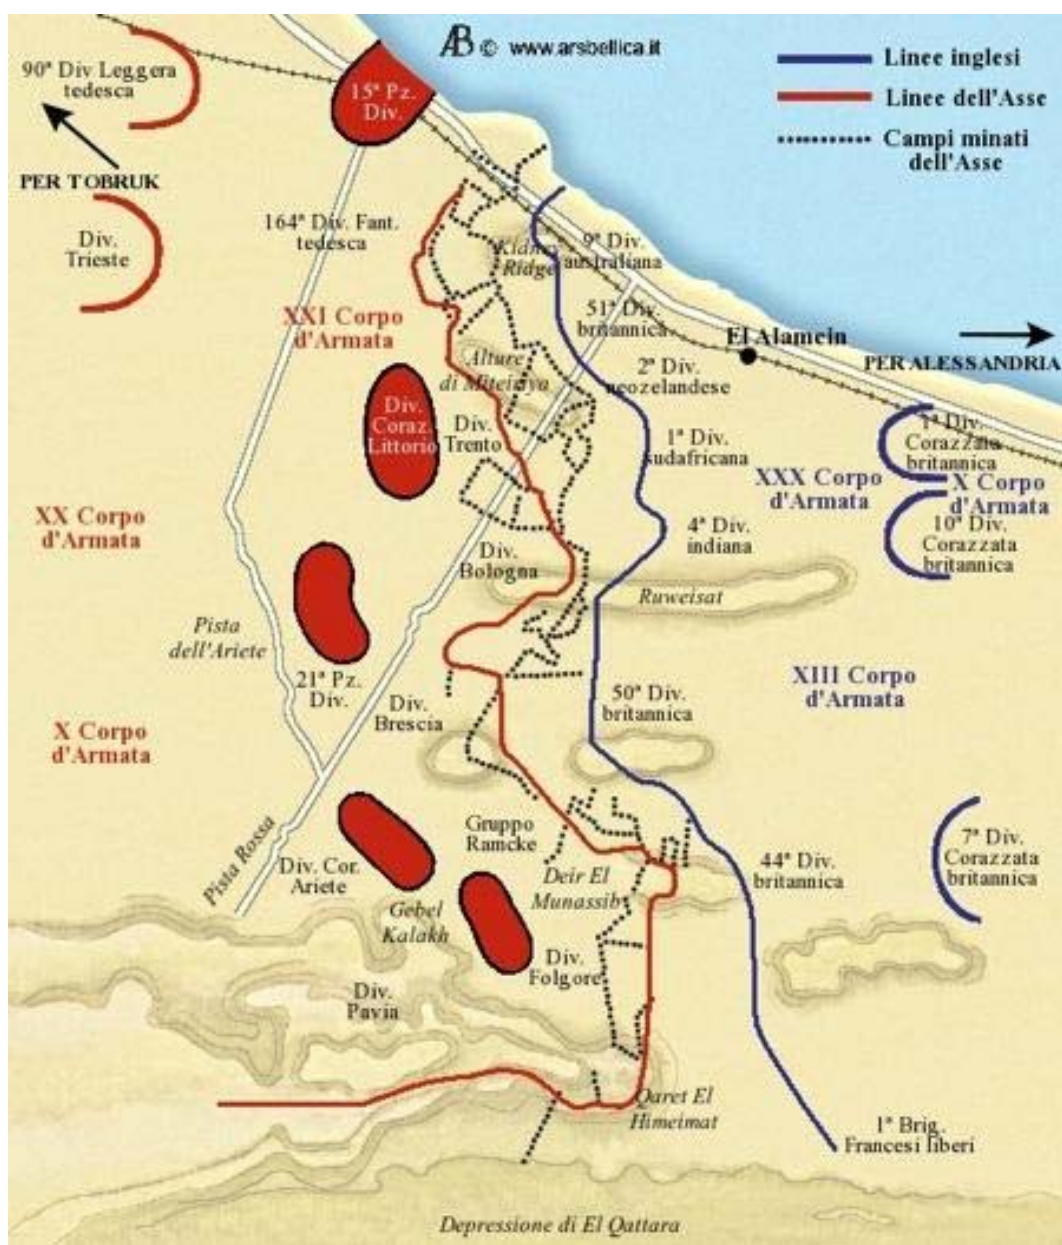 AB © www.arsbellica.it
Linee inglesi
Linee dell'Asse
Campi minati
dell'Asse
90ª Div Leggera
tedesca
15ª Pz.
Div.
PER TOBRUK
Div.
Trieste
164ª Div. Fant.
tedesca
Kidney
Ridge
9ª Div.
australiana
XXI Corpo
d'Armata
51ª Div.
britannica
El Alamein
PER ALESSANDRIA
Alture
di Miteiriya
2ª Div.
neozelandese
Div.
Coraz.
Littorio
Div.
Trento
1ª Div.
sudafricana
1ª Div.
Corazzata
britannica
XXX Corpo
d'Armata
X Corpo
d'Armata
XX Corpo
d'Armata
4ª Div.
indiana
10ª Div.
Corazzata
britannica
Div.
Bologna
Ruweisat
Pista
dell'Ariete
21ª Pz.
Div.
Div.
Brescia
50ª Div.
britannica
XIII Corpo
d'Armata
X Corpo
d'Armata
Pista Rossa
Gruppo
Ramcke
Div. Cor.
Ariete
Deir El
Munassib
44ª Div.
britannica
7ª Div.
Corazzata
britannica
Gebel
Kalakh
Div.
Folgore
Div.
Pavia
Qaret El
Himeimat
1ª Brig.
Francesi liberi
Depressione di El Qattara